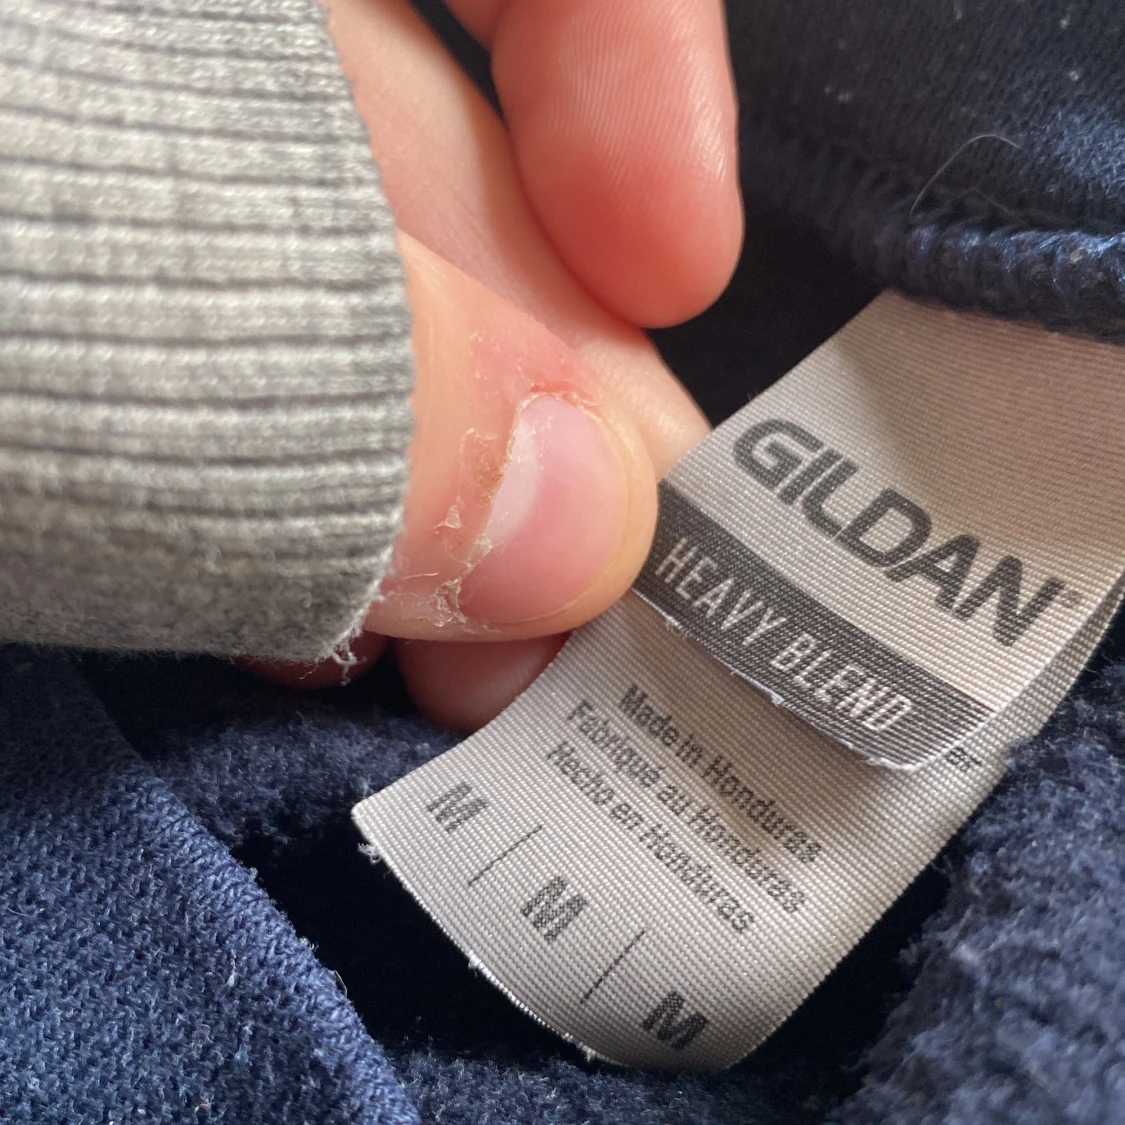 GILDAN
HEAVY BLEND
Made in Honduras
Fabriqué au Honduras
Hecho en Honduras
M | M | M